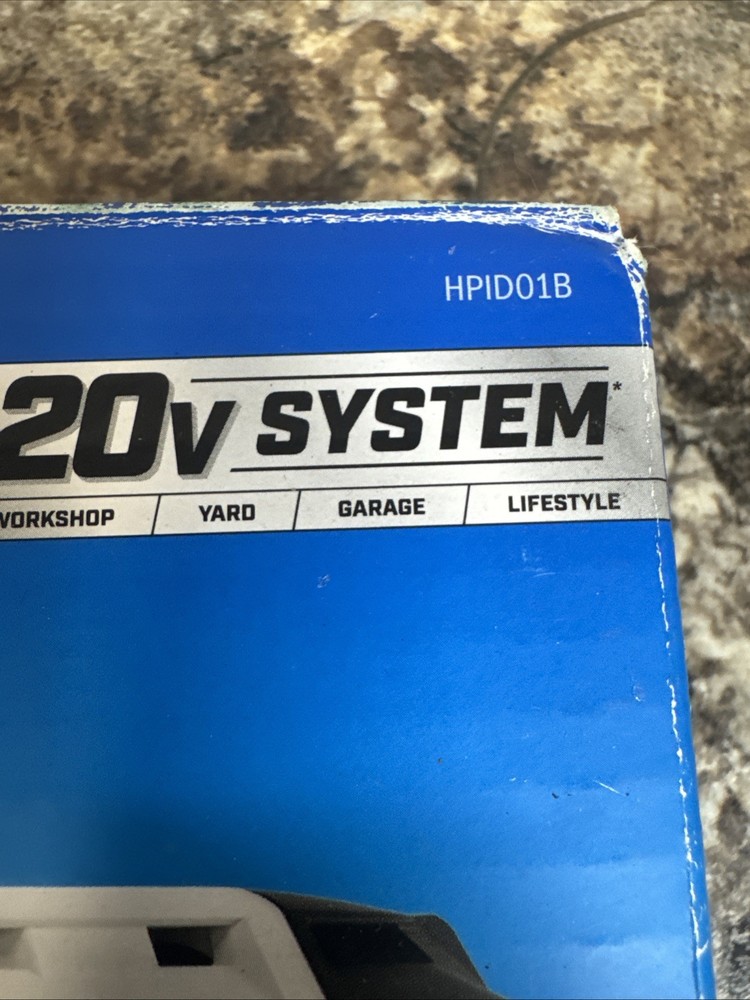 HPID01B
20V SYSTEM*
WORKSHOP YARD GARAGE LIFESTYLE